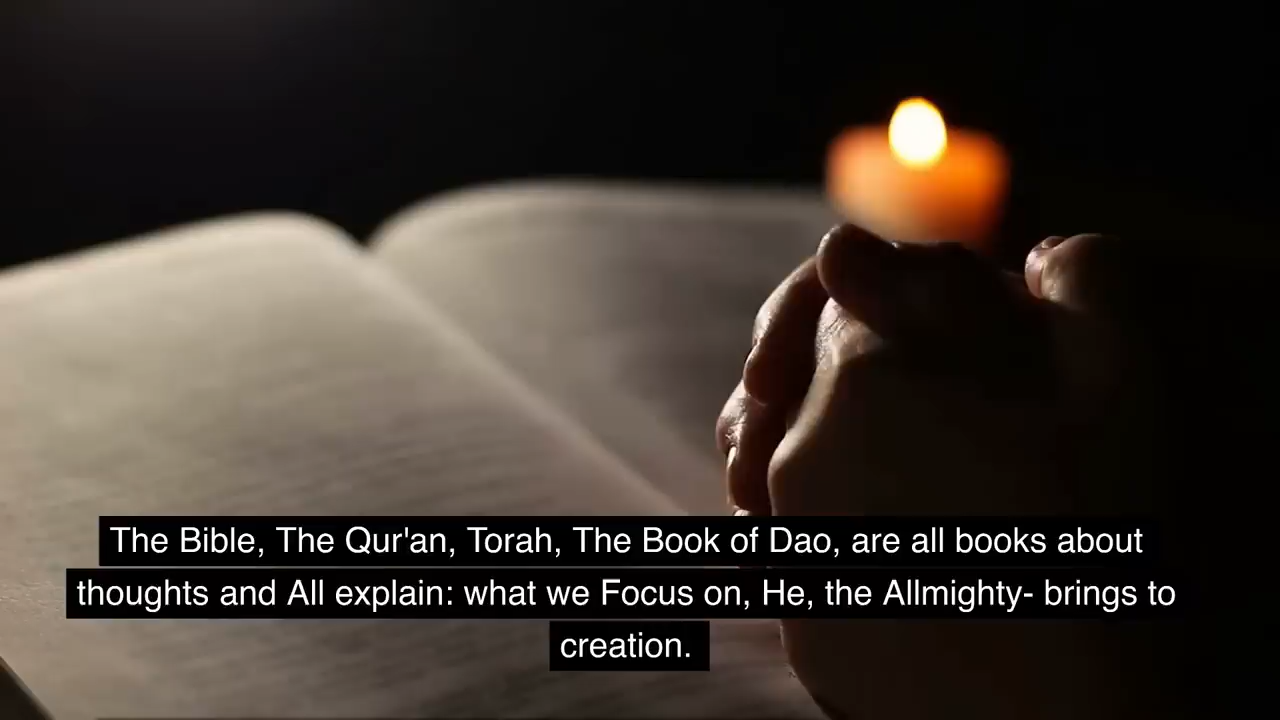 The Bible, The Qur'an, Torah, The Book of Dao, are all books about
thoughts and All explain: what we Focus on, He, the Allmighty- brings to
creation.